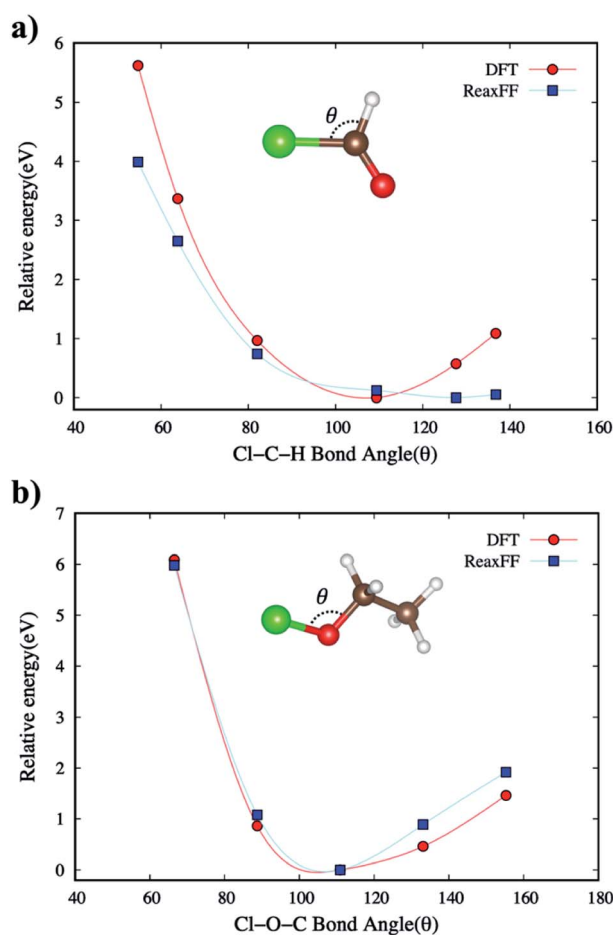 a)
6
5
4
3
2
1
0
Relative energy(eV)
DFT
ReaxFF
θ
40 60 80 100 120 140 160
Cl−C−H Bond Angle(θ)
b)
7
6
5
4
3
2
1
0
Relative energy(eV)
DFT
ReaxFF
θ
40 60 80 100 120 140 160 180
Cl−O−C Bond Angle(θ)